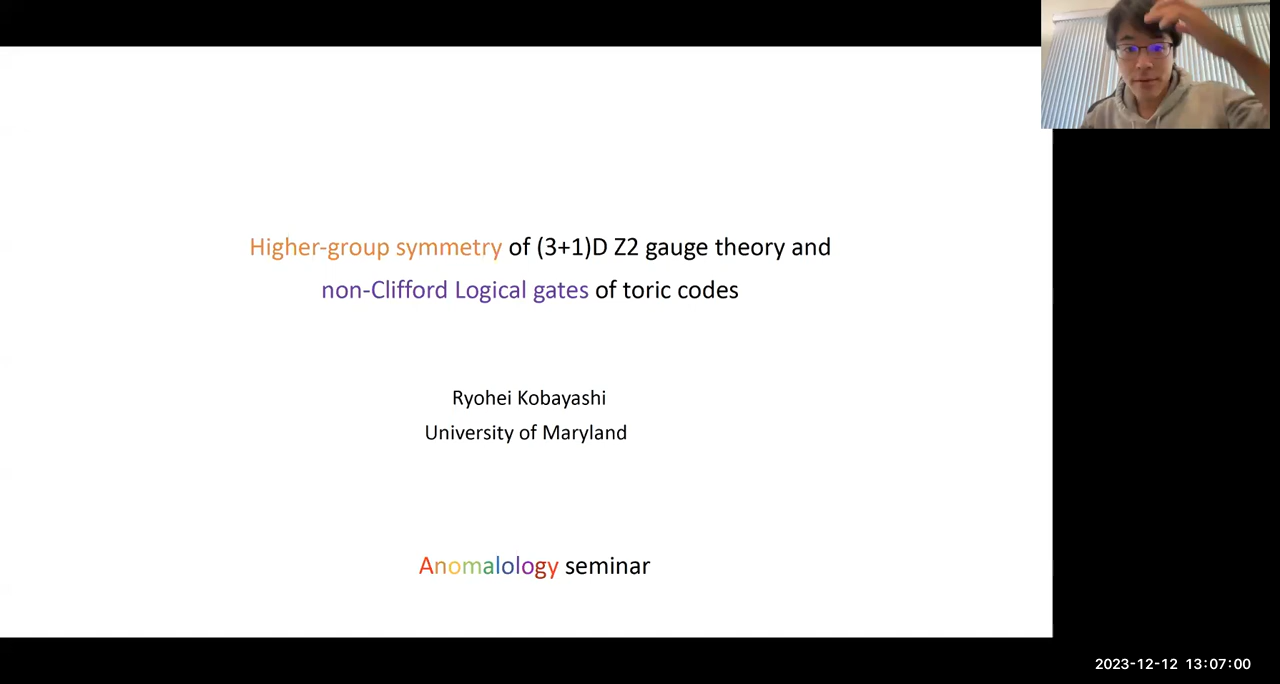 Higher-group symmetry of (3+1)D Z2 gauge theory and
non-Clifford Logical gates of toric codes
Ryohei Kobayashi
University of Maryland
Anomalology seminar
2023-12-12 13:07:00